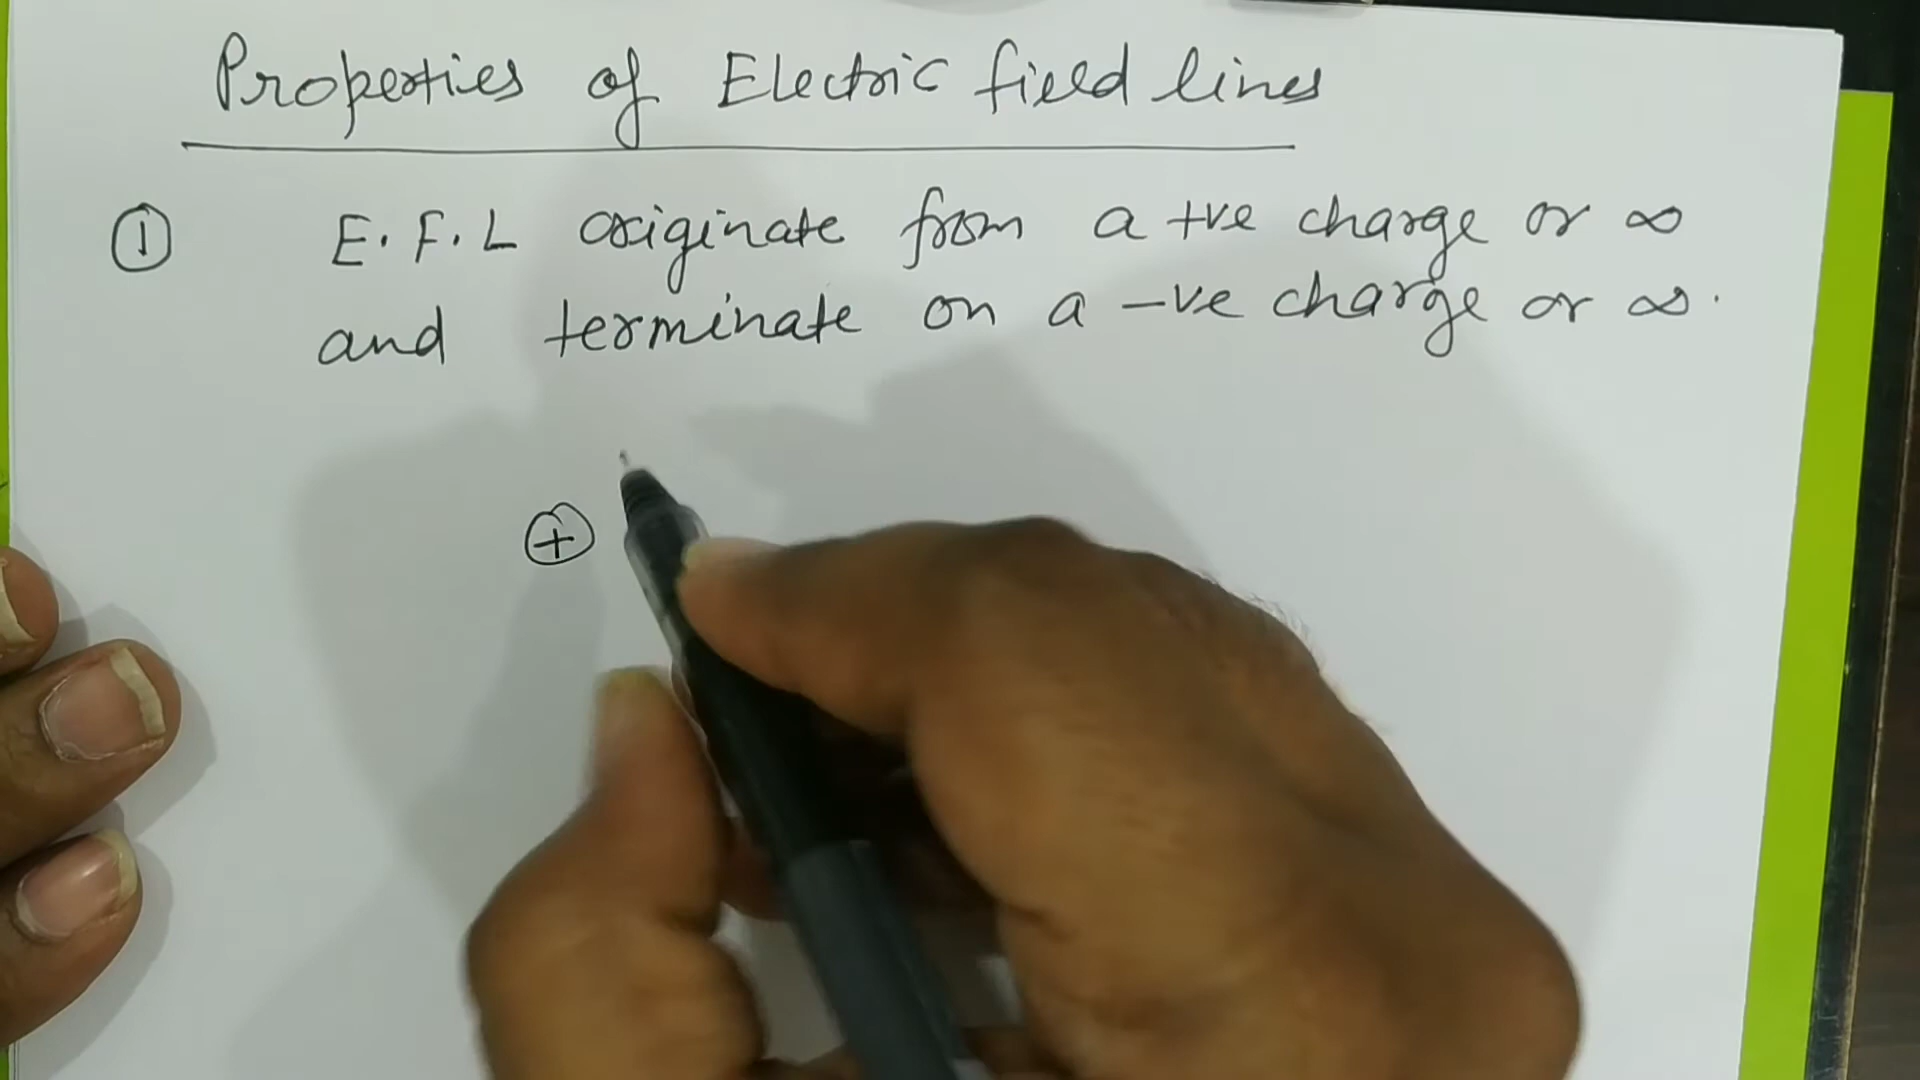 Properties of Electric field lines
① E.F.L originate from a +ve charge or ∞
and terminate on a -ve charge or ∞.
+